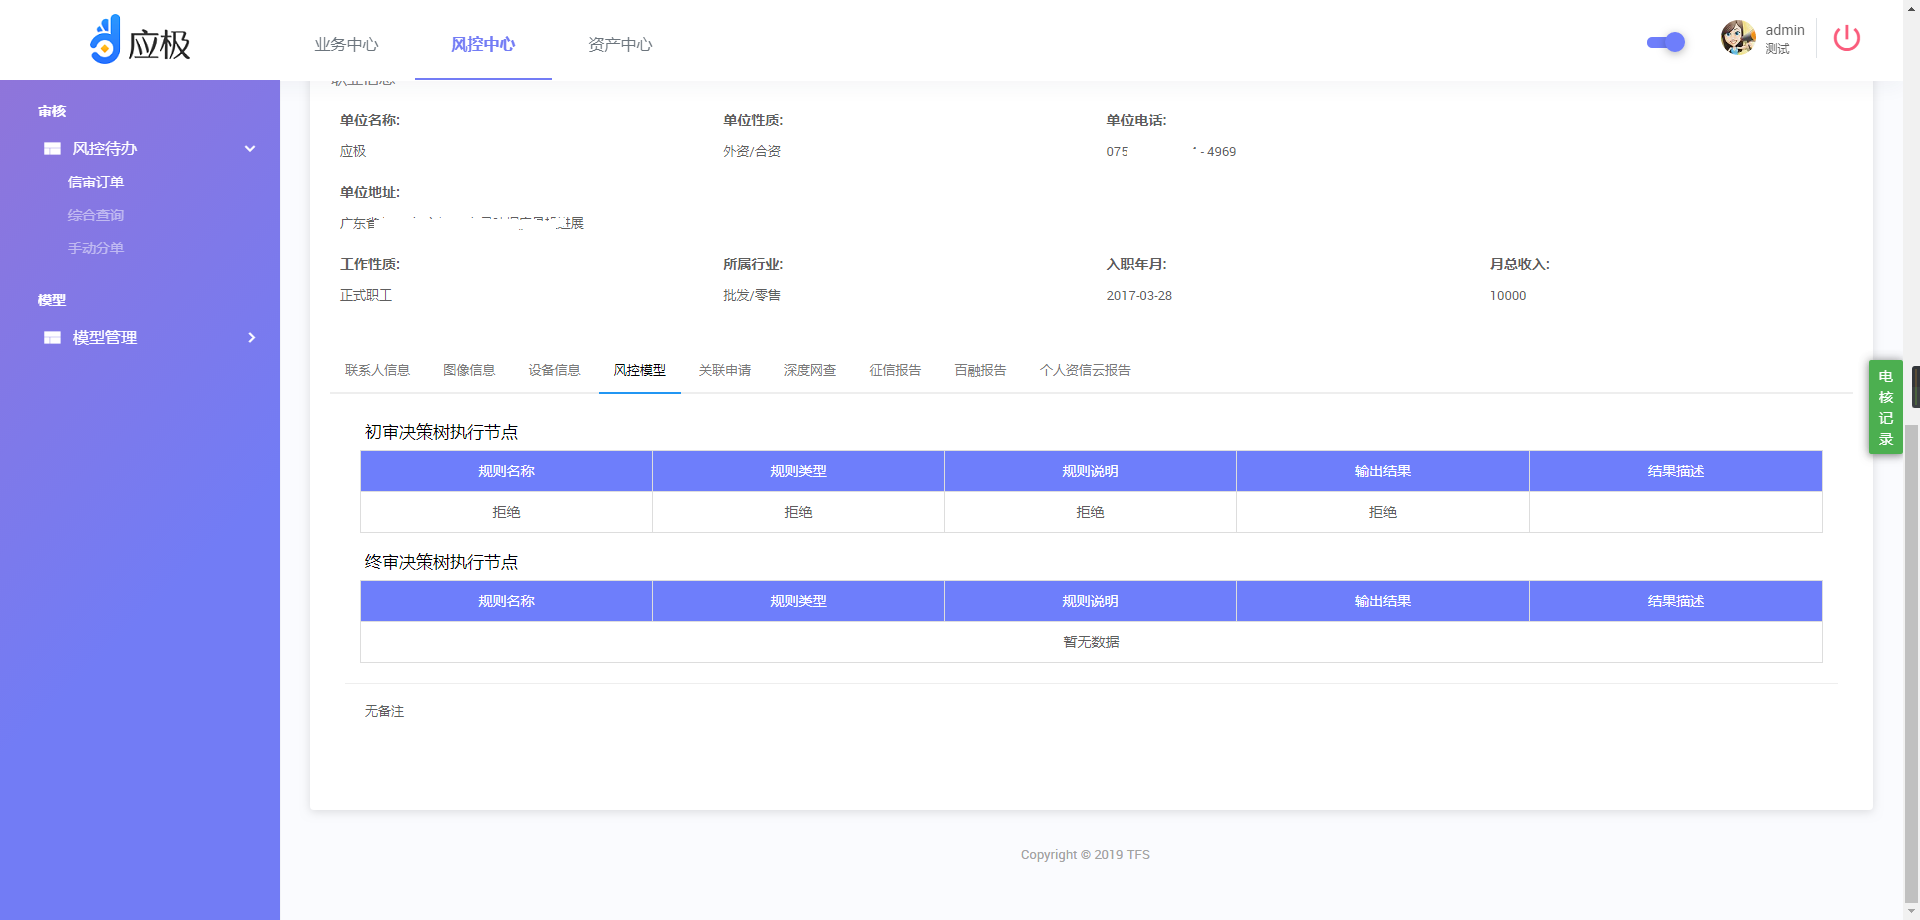 应极
业务中心
风控中心
资产中心
admin
测试
审核
风控待办
信审订单
综合查询
手动分单
模型
模型管理
职业信息
单位名称: 单位性质: 单位电话:
应极 外资/合资 075 - 4969
单位地址:
广东省 进展
工作性质: 所属行业: 入职年月: 月总收入:
正式职工 批发/零售 2017-03-28 10000
联系人信息 图像信息 设备信息 风控模型 关联申请 深度网查 征信报告 百融报告 个人资信云报告
电核记录
初审决策树执行节点
规则名称 规则类型 规则说明 输出结果 结果描述
拒绝 拒绝 拒绝 拒绝
终审决策树执行节点
规则名称 规则类型 规则说明 输出结果 结果描述
暂无数据
无备注
Copyright © 2019 TFS